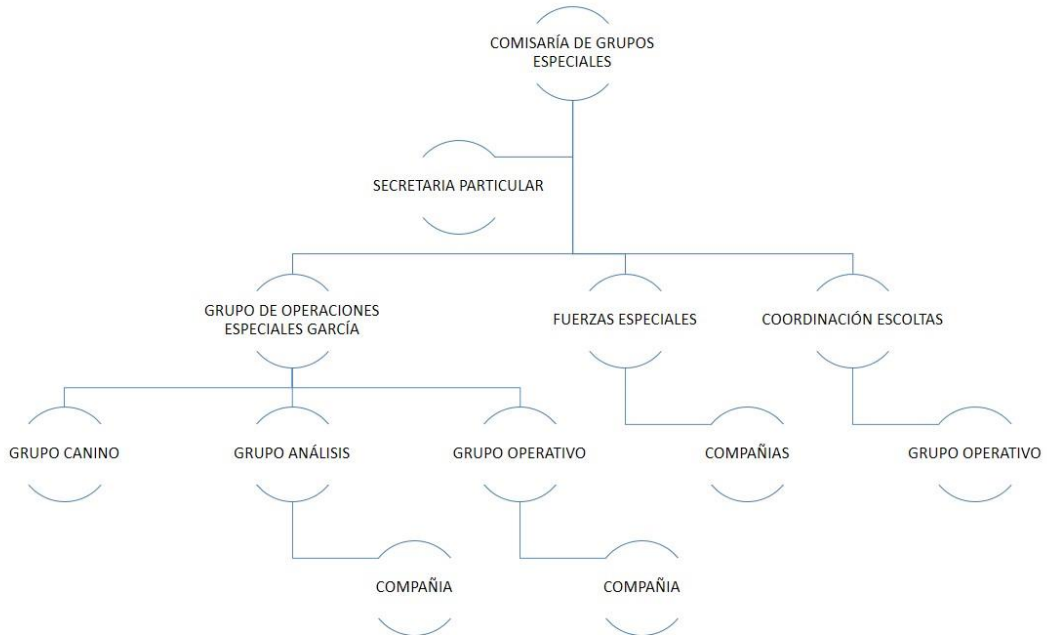 COMISARÍA DE GRUPOS
ESPECIALES
SECRETARIA PARTICULAR
GRUPO DE OPERACIONES
ESPECIALES GARCÍA
FUERZAS ESPECIALES
COORDINACIÓN ESCOLTAS
GRUPO CANINO
GRUPO ANÁLISIS
GRUPO OPERATIVO
COMPAÑIAS
GRUPO OPERATIVO
COMPAÑIA
COMPAÑIA